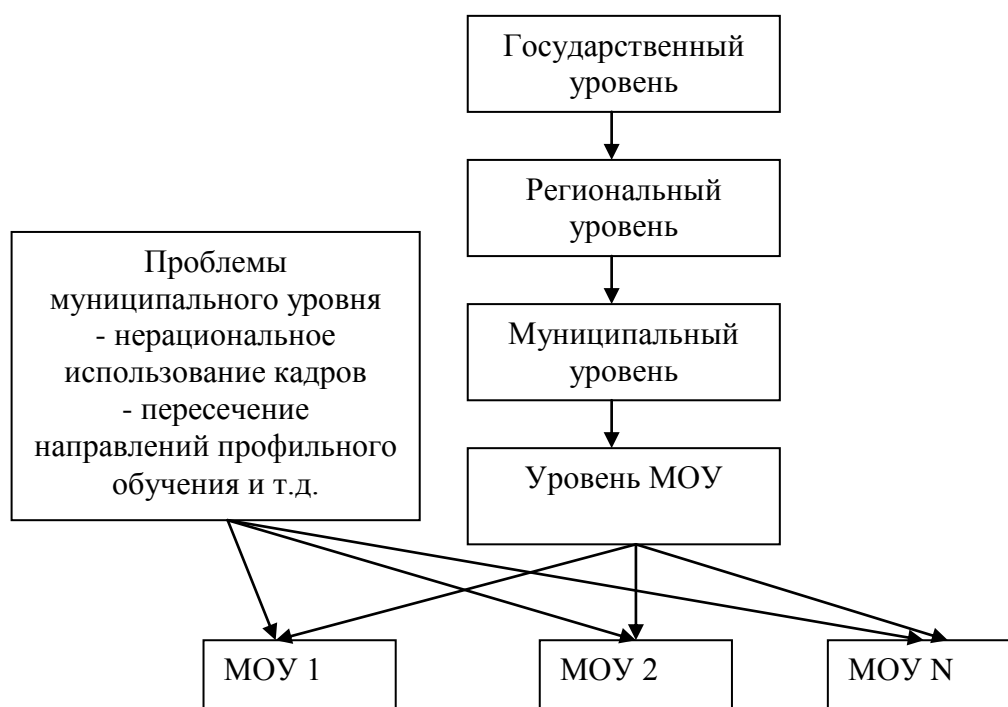 Государственный
уровень
Региональный
уровень
Проблемы
муниципального уровня
- нерациональное
использование кадров
- пересечение
направлений профильного
обучения и т.д.
Муниципальный
уровень
Уровень МОУ
МОУ 1
МОУ 2
МОУ N